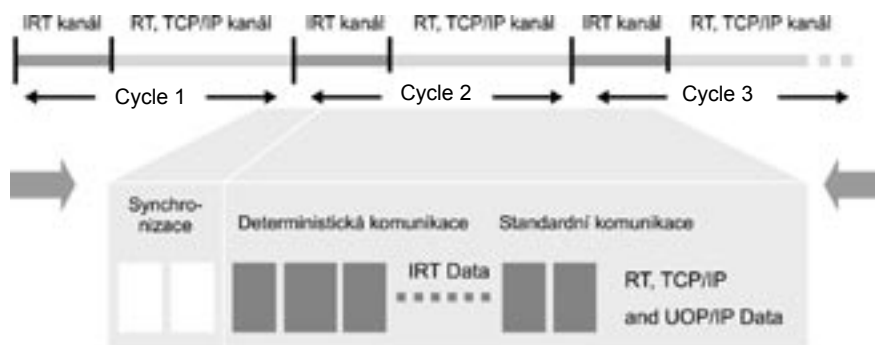 IRT kanál RT, TCP/IP kanál IRT kanál RT, TCP/IP kanál IRT kanál RT, TCP/IP kanál
Cycle 1 Cycle 2 Cycle 3
Synchro-
nizace
Deterministická komunikace Standardní komunikace
IRT Data
RT, TCP/IP
and UOP/IP Data